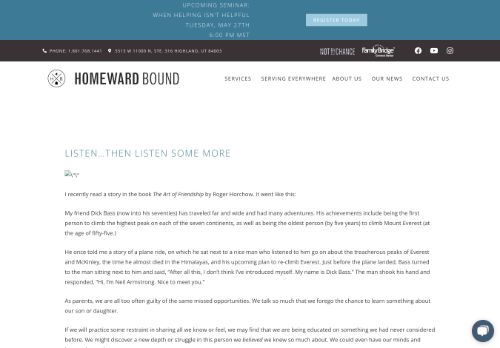 UPCOMING SEMINAR:
WHEN HELPING ISN'T HELPFUL
TUESDAY, MAY 27TH
6:00 PM MST
REGISTER TODAY
PHONE: 1.801.768.1441
5513 W 11000 N, STE. 316 HIGHLAND, UT 84003
NOT BY CHANCE
FamilyBridge
HOMEWARD BOUND
SERVICES
SERVING EVERYWHERE
ABOUT US
OUR NEWS
CONTACT US
LISTEN…THEN LISTEN SOME MORE
I recently read a story in the book The Art of Friendship by Roger Horchow. It went like this:
My friend Dick Bass (now into his seventies) has traveled far and wide and had many adventures. His achievements include being the first
person to climb the highest peak on each of the seven continents, as well as being the oldest person (by five years) to climb Mount Everest (at
the age of fifty-five.)
He once told me a story of a plane ride, on which he sat next to a nice man who listened to him go on about the treacherous peaks of Everest
and McKinley, the time he almost died in the Himalayas, and his upcoming plan to re-climb Everest. Just before the plane landed, Bass turned
to the man sitting next to him and said, "After all this, I don't think I've introduced myself. My name is Dick Bass." The man shook his hand and
responded, "Hi, I'm Neil Armstrong. Nice to meet you."
As parents, we are all too often guilty of the same missed opportunities. We talk so much that we forego the chance to learn something about
our son or daughter.
If we will practice some restraint in sharing all we know or feel, we may find that we are being educated on something we had never considered
before. We might discover a new depth or struggle in this person we believed we knew so much about. We could even have our minds and